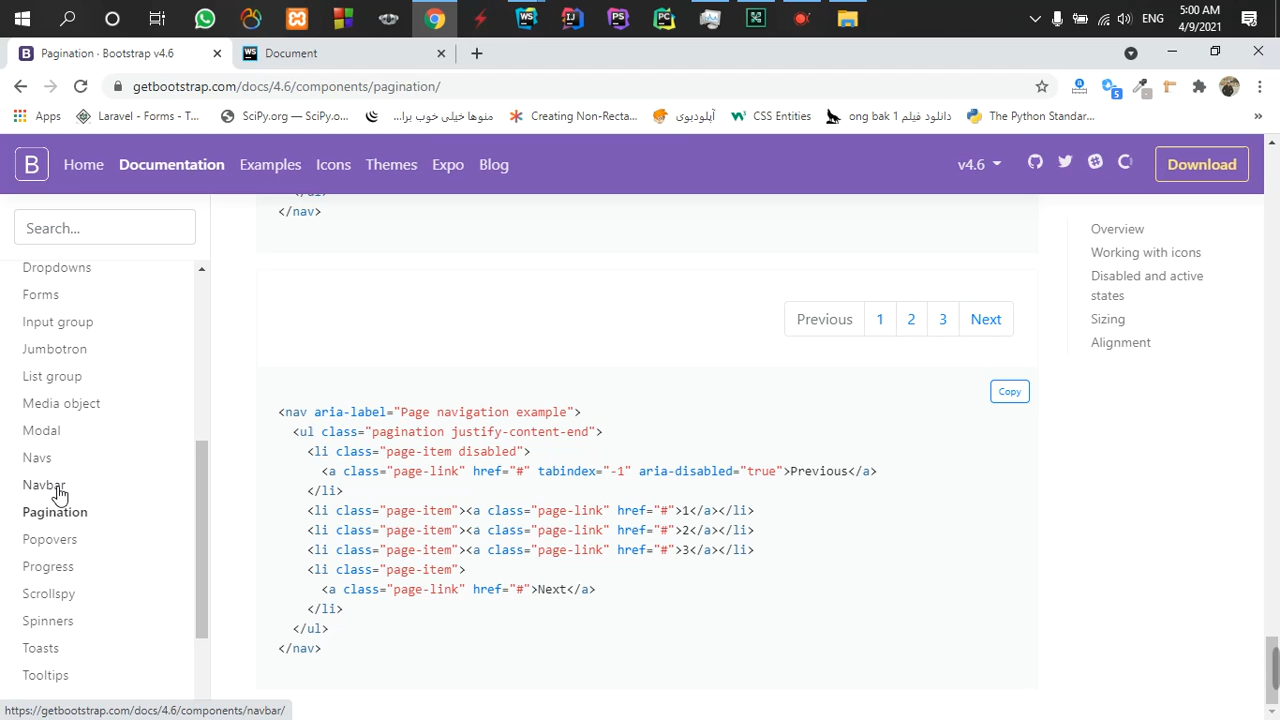 5:00 AM
ENG
4/9/2021
Pagination · Bootstrap v4.6
WS
Document
getbootstrap.com/docs/4.6/components/pagination/
5
Apps
Laravel - Forms - T...
SciPy.org — SciPy.o...
منوها خیلی خوب برا...
Creating Non-Recta...
آپلودبوی
CSS Entities
دانلود فیلم ong bak 1
The Python Standar...
»
B
Home
Documentation
Examples
Icons
Themes
Expo
Blog
v4.6
Download
Search...
Dropdowns
Forms
Input group
Jumbotron
List group
Media object
Modal
Navs
Navbar
Pagination
Popovers
Progress
Scrollspy
Spinners
Toasts
Tooltips
</ul>
</nav>
Previous 1 2 3 Next
Copy
<nav aria-label="Page navigation example">
<ul class="pagination justify-content-end">
<li class="page-item disabled">
<a class="page-link" href="#" tabindex="-1" aria-disabled="true">Previous</a>
</li>
<li class="page-item"><a class="page-link" href="#">1</a></li>
<li class="page-item"><a class="page-link" href="#">2</a></li>
<li class="page-item"><a class="page-link" href="#">3</a></li>
<li class="page-item">
<a class="page-link" href="#">Next</a>
</li>
</ul>
</nav>
Overview
Working with icons
Disabled and active
states
Sizing
Alignment
https://getbootstrap.com/docs/4.6/components/navbar/